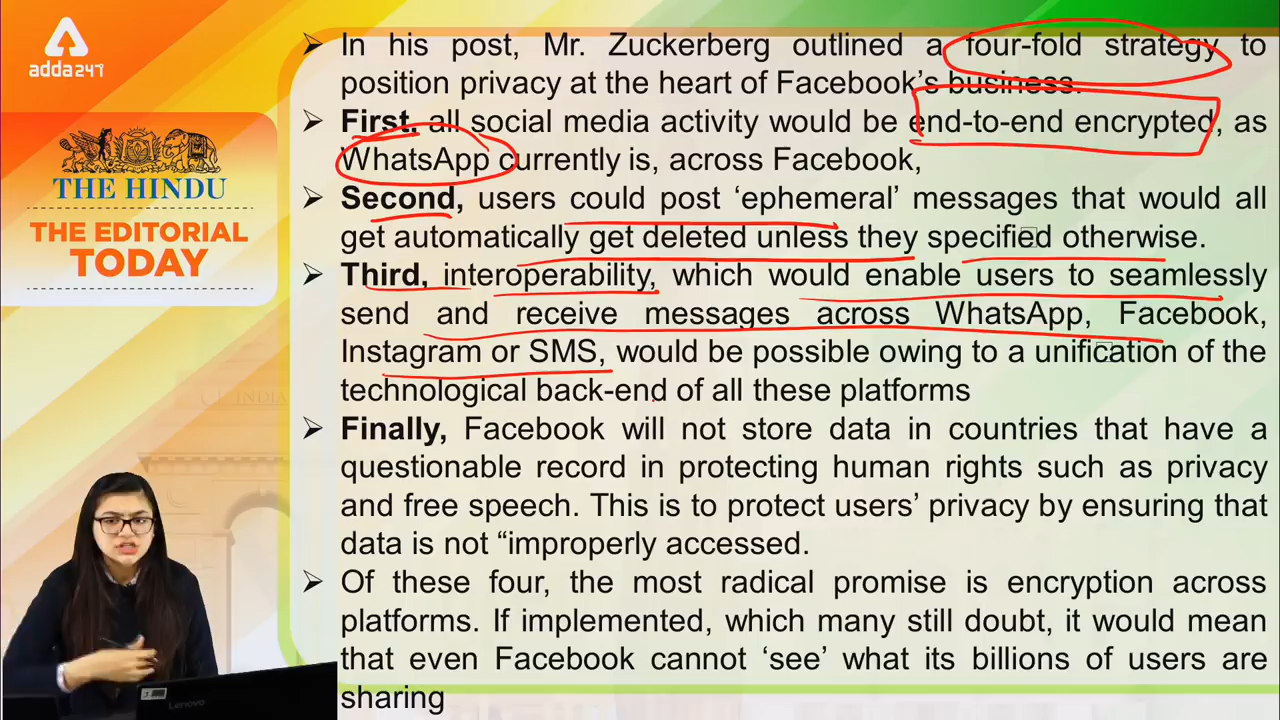 adda247
THE HINDU
THE EDITORIAL
TODAY
In his post, Mr. Zuckerberg outlined a four-fold strategy to
position privacy at the heart of Facebook's business.
First, all social media activity would be end-to-end encrypted, as
WhatsApp currently is, across Facebook,
Second, users could post 'ephemeral' messages that would all
get automatically get deleted unless they specified otherwise.
Third, interoperability, which would enable users to seamlessly
send and receive messages across WhatsApp, Facebook,
Instagram or SMS, would be possible owing to a unification of the
technological back-end of all these platforms
Finally, Facebook will not store data in countries that have a
questionable record in protecting human rights such as privacy
and free speech. This is to protect users' privacy by ensuring that
data is not “improperly accessed.
Of these four, the most radical promise is encryption across
platforms. If implemented, which many still doubt, it would mean
that even Facebook cannot 'see' what its billions of users are
sharing
INDIA
Lenovo